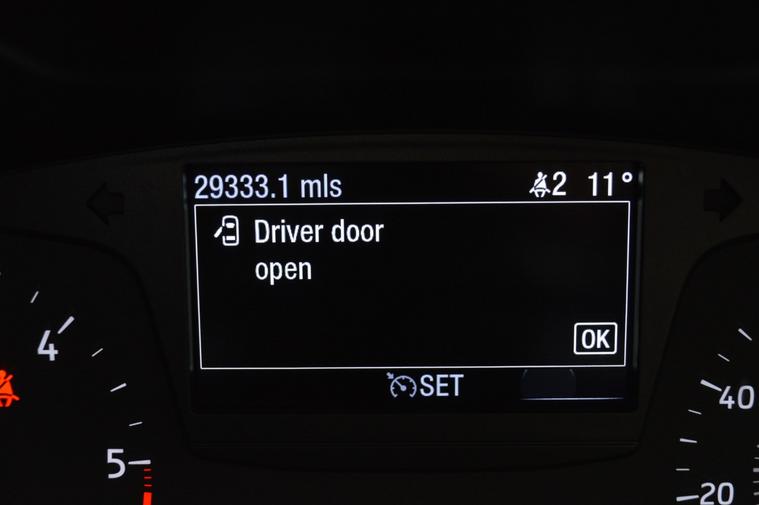 29333.1 mls 2 11°
Driver door
open
OK
SET
4
5
40
20